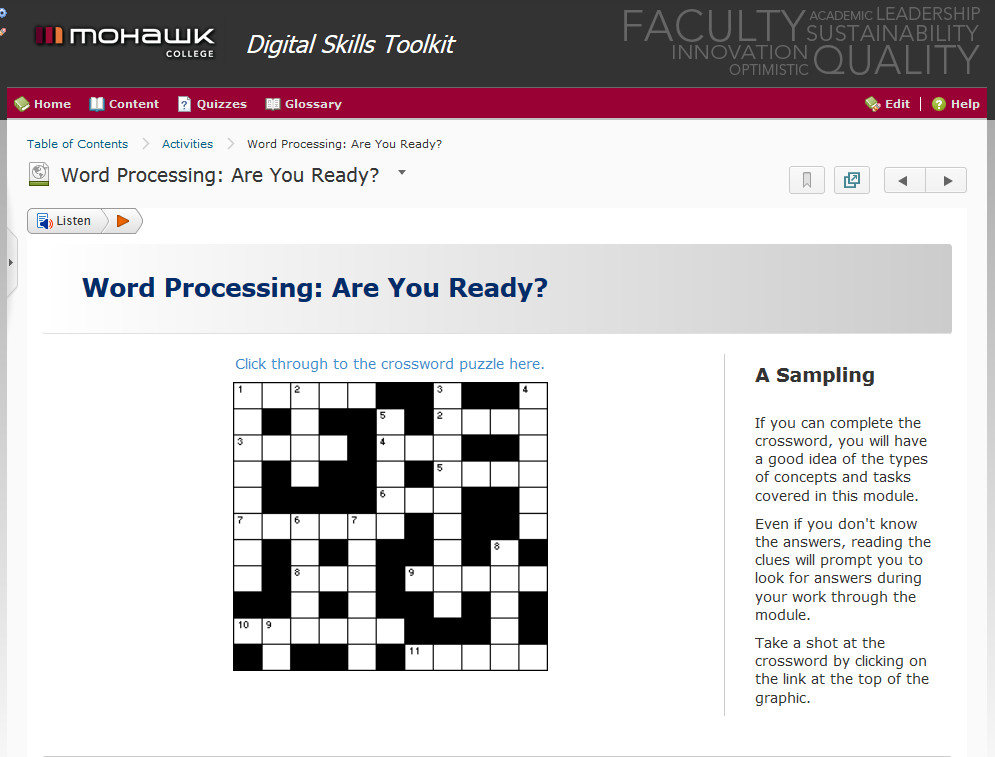 MOHAWK
COLLEGE
Digital Skills Toolkit
FACULTY ACADEMIC LEADERSHIP
SUSTAINABILITY
INNOVATION
OPTIMISTIC QUALITY
Home Content Quizzes Glossary Edit | Help
Table of Contents Activities Word Processing: Are You Ready?
Word Processing: Are You Ready?
Listen
Word Processing: Are You Ready?
Click through to the crossword puzzle here.
1 2 3 4
5 2
3 4
5
6
7 6 7
8
8 9
10 9
11
A Sampling
If you can complete the
crossword, you will have
a good idea of the types
of concepts and tasks
covered in this module.
Even if you don't know
the answers, reading the
clues will prompt you to
look for answers during
your work through the
module.
Take a shot at the
crossword by clicking on
the link at the top of the
graphic.